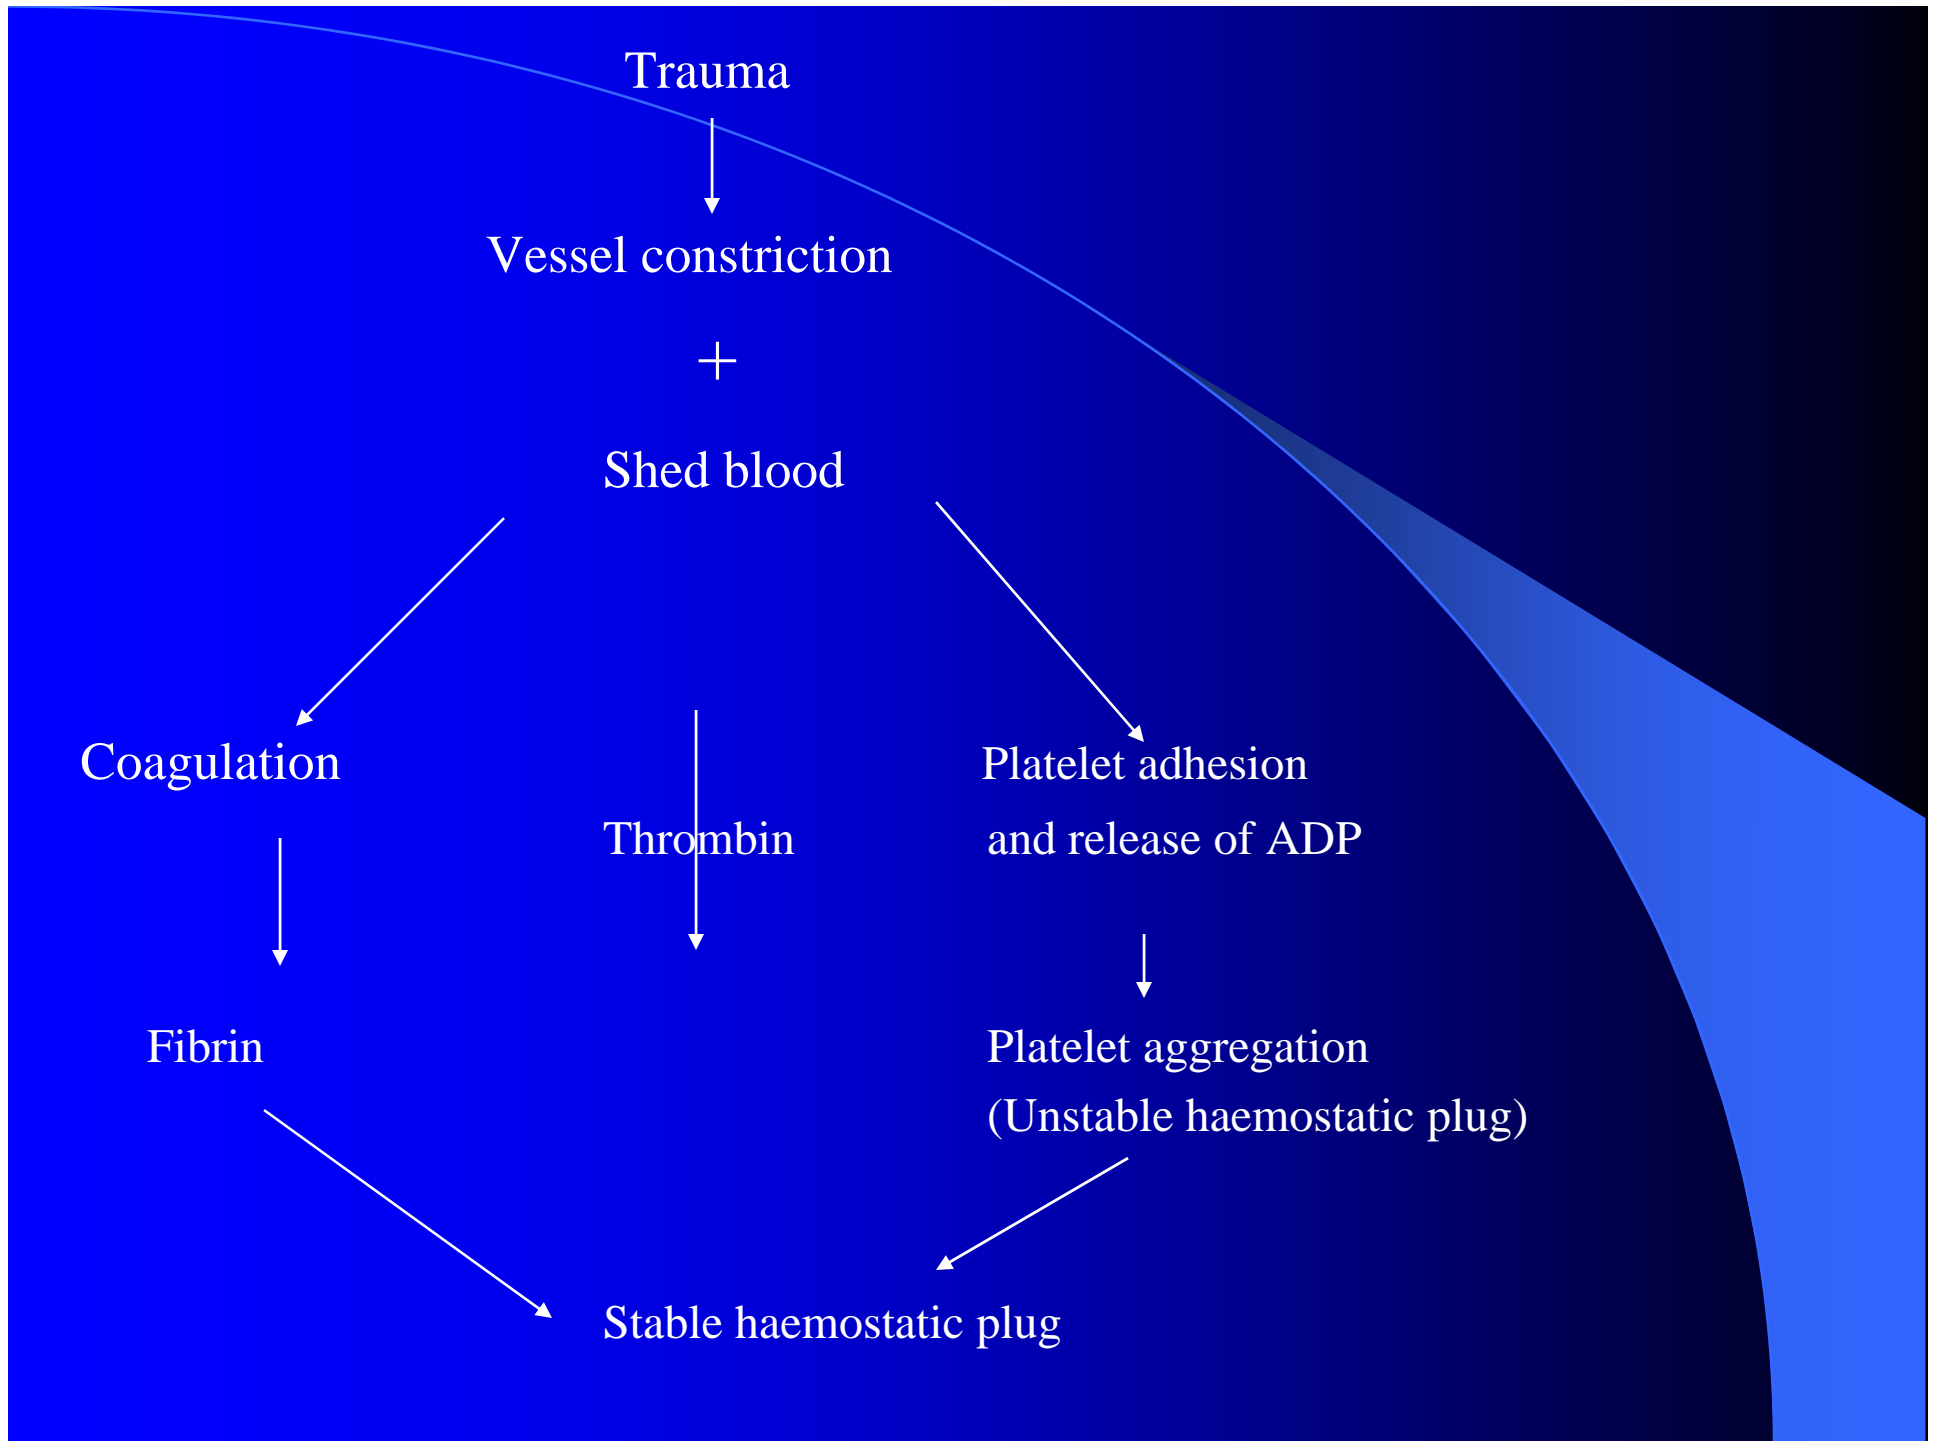 Trauma
Vessel constriction
+
Shed blood
Coagulation
Platelet adhesion
Thrombin
and release of ADP
Fibrin
Platelet aggregation
(Unstable haemostatic plug)
Stable haemostatic plug